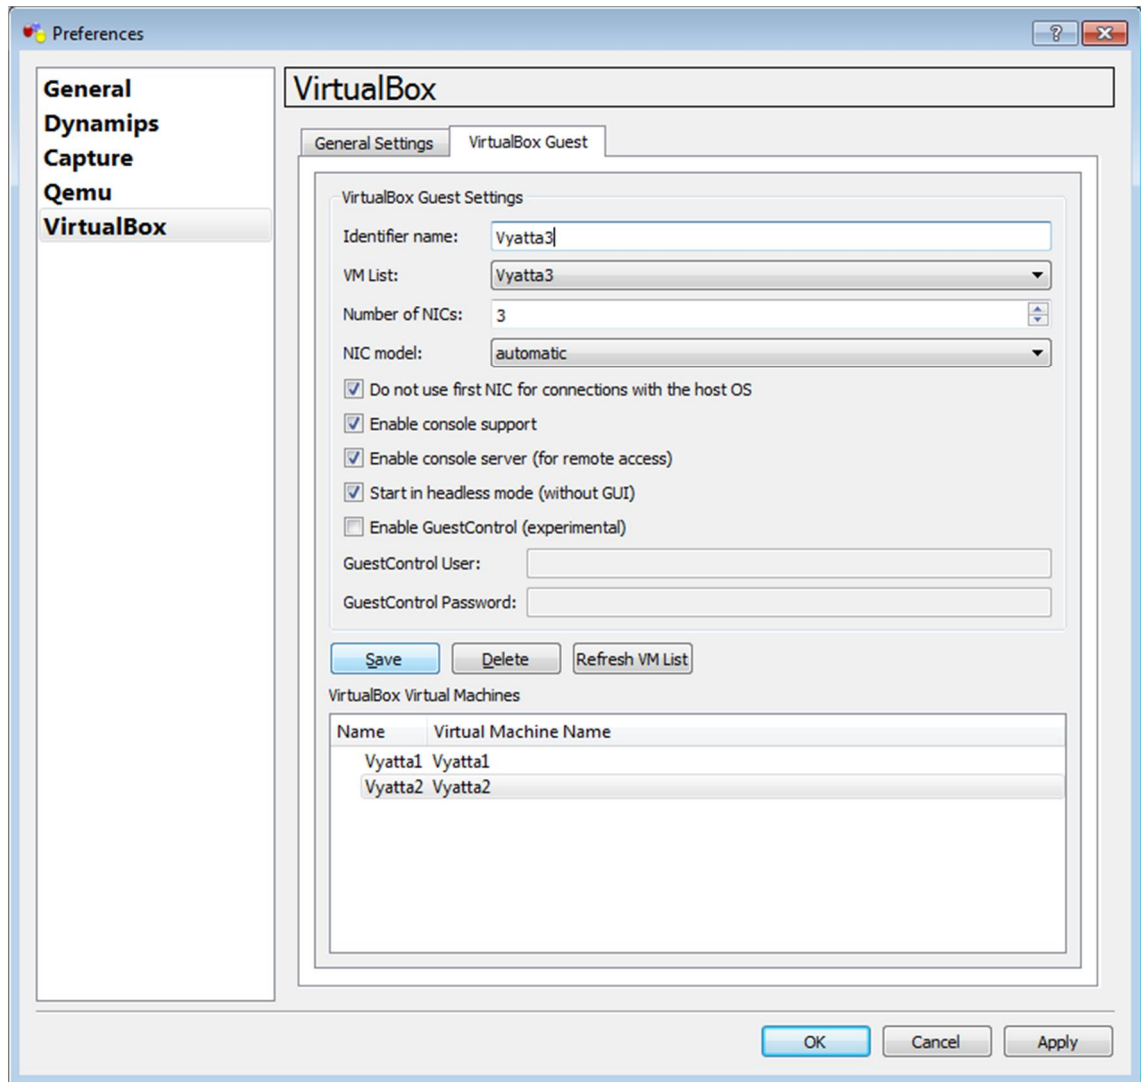 Preferences
General
Dynamips
Capture
Qemu
VirtualBox
VirtualBox
General Settings VirtualBox Guest
VirtualBox Guest Settings
Identifier name: Vyatta3
VM List: Vyatta3
Number of NICs: 3
NIC model: automatic
Do not use first NIC for connections with the host OS
Enable console support
Enable console server (for remote access)
Start in headless mode (without GUI)
Enable GuestControl (experimental)
GuestControl User:
GuestControl Password:
Save Delete Refresh VM List
VirtualBox Virtual Machines
Name Virtual Machine Name
Vyatta1 Vyatta1
Vyatta2 Vyatta2
OK Cancel Apply